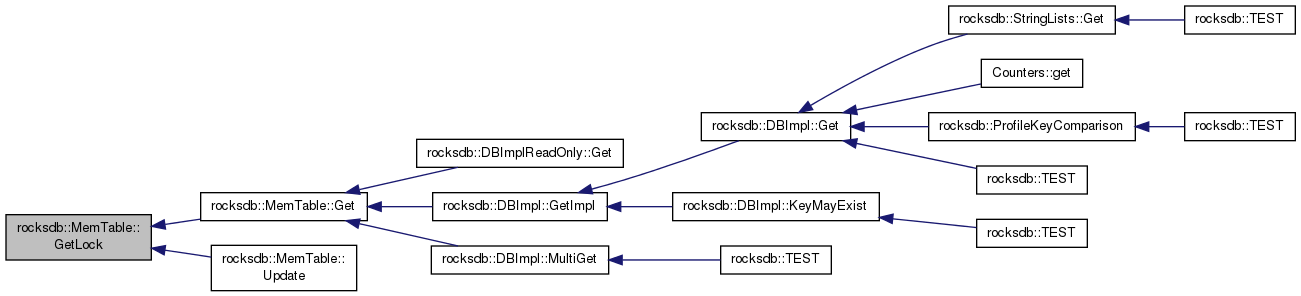 rocksdb::StringLists::Get
rocksdb::TEST
Counters::get
rocksdb::DBImpl::Get
rocksdb::ProfileKeyComparison
rocksdb::TEST
rocksdb::DBImplReadOnly::Get
rocksdb::TEST
rocksdb::MemTable::Get
rocksdb::DBImpl::GetImpl
rocksdb::DBImpl::KeyMayExist
rocksdb::MemTable::
GetLock
rocksdb::TEST
rocksdb::MemTable::
Update
rocksdb::DBImpl::MultiGet
rocksdb::TEST